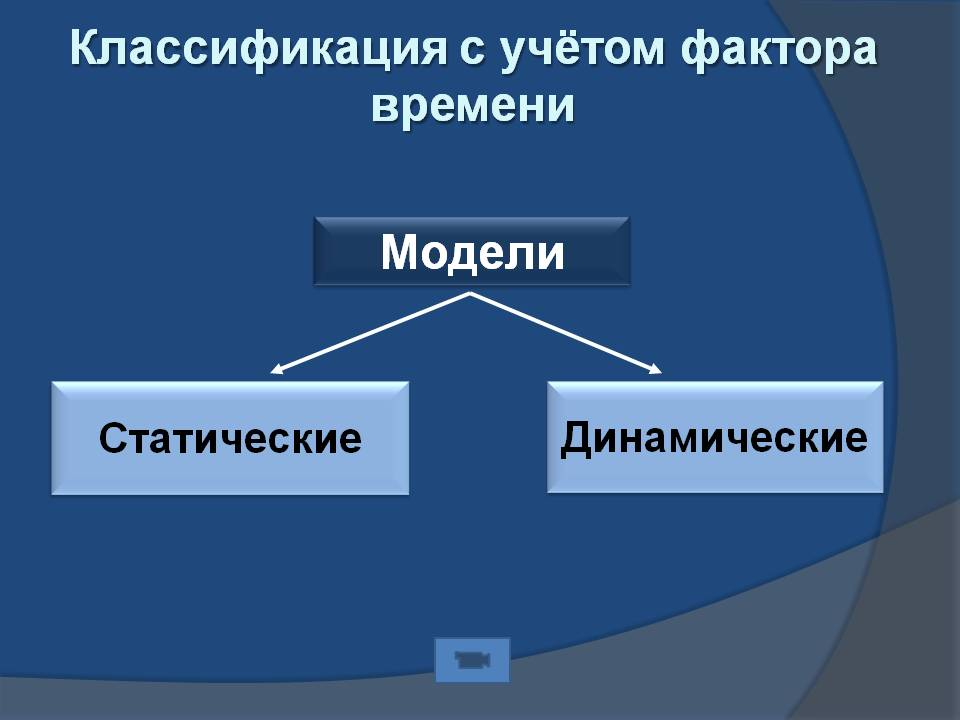 Классификация с учётом фактора
времени
Модели
Статические
Динамические